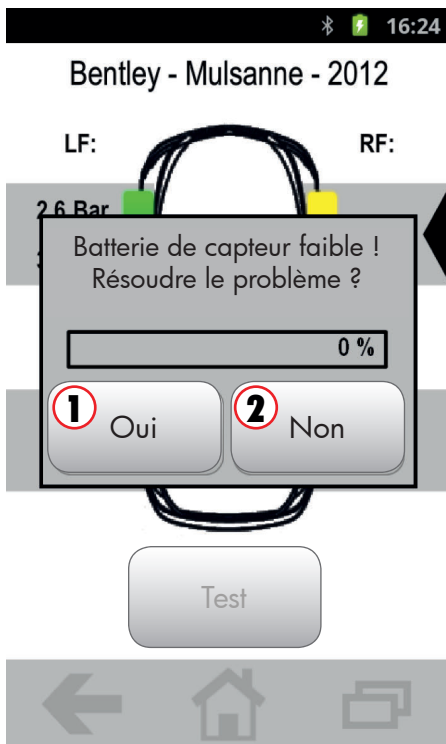 16:24
Bentley - Mulsanne - 2012
LF: RF:
2.6 Bar
Batterie de capteur faible !
Résoudre le problème ?
0 %
1 Oui 2 Non
Test